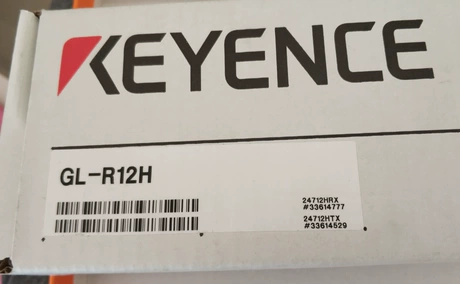 KEYENCE
GL-R12H
24712HRX
#33614777
24712HTX
#33614529